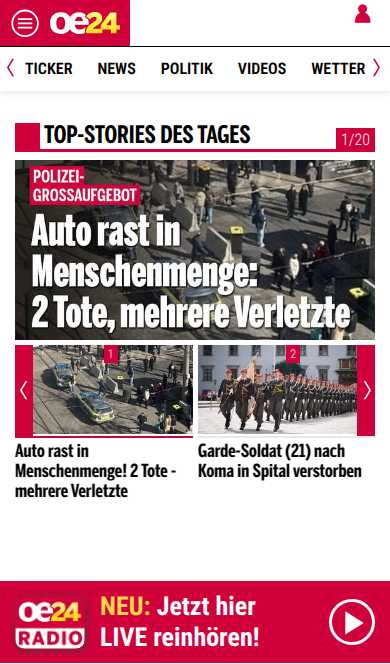 oe24
TICKER NEWS POLITIK VIDEOS WETTER
TOP-STORIES DES TAGES
1/20
POLIZEI-
GROSSAUFGEBOT
Auto rast in
Menschenmenge:
2 Tote, mehrere Verletzte
1
2
Auto rast in
Menschenmenge! 2 Tote -
mehrere Verletzte
Garde-Soldat (21) nach
Koma in Spital verstorben
oe24
RADIO
NEU: Jetzt hier
LIVE reinhören!